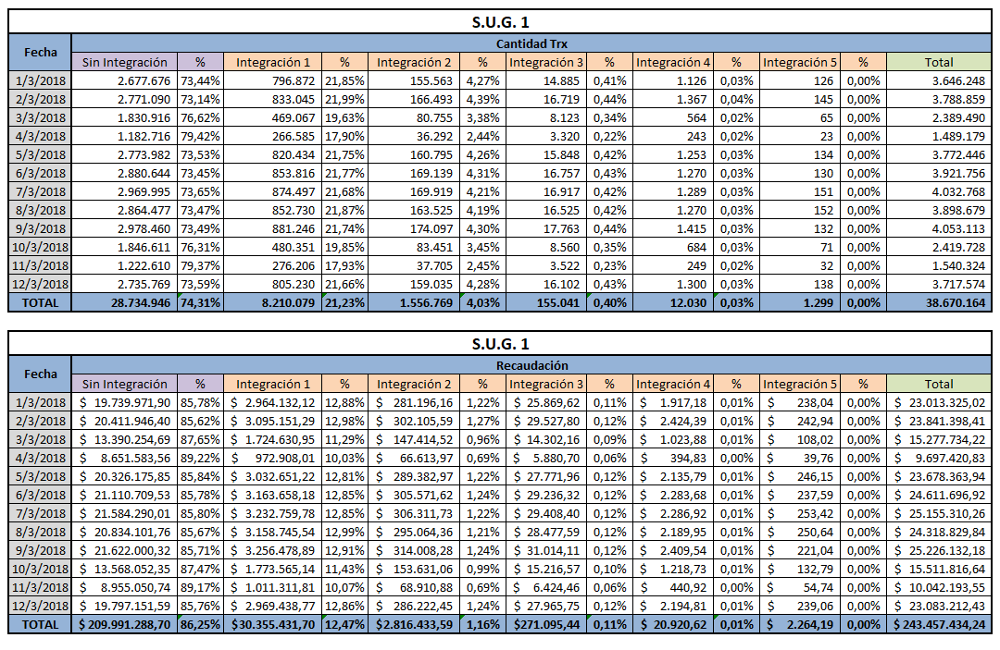 S.U.G. 1
Fecha Cantidad Trx
Sin Integración % Integración 1 % Integración 2 % Integración 3 % Integración 4 % Integración 5 % Total
1/3/2018 2.677.676 73,44% 796.872 21,85% 155.563 4,27% 14.885 0,41% 1.126 0,03% 126 0,00% 3.646.248
2/3/2018 2.771.090 73,14% 833.045 21,99% 166.493 4,39% 16.719 0,44% 1.367 0,04% 145 0,00% 3.788.859
3/3/2018 1.830.916 76,62% 469.067 19,63% 80.755 3,38% 8.123 0,34% 564 0,02% 65 0,00% 2.389.490
4/3/2018 1.182.716 79,42% 266.585 17,90% 36.292 2,44% 3.320 0,22% 243 0,02% 23 0,00% 1.489.179
5/3/2018 2.773.982 73,53% 820.434 21,75% 160.795 4,26% 15.848 0,42% 1.253 0,03% 134 0,00% 3.772.446
6/3/2018 2.880.644 73,45% 853.816 21,77% 169.139 4,31% 16.757 0,43% 1.270 0,03% 130 0,00% 3.921.756
7/3/2018 2.969.995 73,65% 874.497 21,68% 169.919 4,21% 16.917 0,42% 1.289 0,03% 151 0,00% 4.032.768
8/3/2018 2.864.477 73,47% 852.730 21,87% 163.525 4,19% 16.525 0,42% 1.270 0,03% 152 0,00% 3.898.679
9/3/2018 2.978.460 73,49% 881.246 21,74% 174.097 4,30% 17.763 0,44% 1.415 0,03% 132 0,00% 4.053.113
10/3/2018 1.846.611 76,31% 480.351 19,85% 83.451 3,45% 8.560 0,35% 684 0,03% 71 0,00% 2.419.728
11/3/2018 1.222.610 79,37% 276.206 17,93% 37.705 2,45% 3.522 0,23% 249 0,02% 32 0,00% 1.540.324
12/3/2018 2.735.769 73,59% 805.230 21,66% 159.035 4,28% 16.102 0,43% 1.300 0,03% 138 0,00% 3.717.574
TOTAL 28.734.946 74,31% 8.210.079 21,23% 1.556.769 4,03% 155.041 0,40% 12.030 0,03% 1.299 0,00% 38.670.164
S.U.G. 1
Fecha Recaudación
Sin Integración % Integración 1 % Integración 2 % Integración 3 % Integración 4 % Integración 5 % Total
1/3/2018 $ 19.739.971,90 85,78% $ 2.964.132,12 12,88% $ 281.196,16 1,22% $ 25.869,62 0,11% $ 1.917,18 0,01% $ 238,04 0,00% $ 23.013.325,02
2/3/2018 $ 20.411.946,40 85,62% $ 3.095.151,29 12,98% $ 302.105,59 1,27% $ 29.527,80 0,12% $ 2.424,39 0,01% $ 242,94 0,00% $ 23.841.398,41
3/3/2018 $ 13.390.254,69 87,65% $ 1.724.630,95 11,29% $ 147.414,52 0,96% $ 14.302,16 0,09% $ 1.023,88 0,01% $ 108,02 0,00% $ 15.277.734,22
4/3/2018 $ 8.651.583,56 89,22% $ 972.908,01 10,03% $ 66.613,97 0,69% $ 5.880,70 0,06% $ 394,83 0,00% $ 39,76 0,00% $ 9.697.420,83
5/3/2018 $ 20.326.175,85 85,84% $ 3.032.651,22 12,81% $ 289.382,97 1,22% $ 27.771,96 0,12% $ 2.135,79 0,01% $ 246,15 0,00% $ 23.678.363,94
6/3/2018 $ 21.110.709,53 85,78% $ 3.163.658,18 12,85% $ 305.571,62 1,24% $ 29.236,32 0,12% $ 2.283,68 0,01% $ 237,59 0,00% $ 24.611.696,92
7/3/2018 $ 21.584.290,01 85,80% $ 3.232.759,78 12,85% $ 306.311,73 1,22% $ 29.408,40 0,12% $ 2.286,92 0,01% $ 253,42 0,00% $ 25.155.310,26
8/3/2018 $ 20.834.101,76 85,67% $ 3.158.745,54 12,99% $ 295.064,36 1,21% $ 28.477,59 0,12% $ 2.189,95 0,01% $ 250,64 0,00% $ 24.318.829,84
9/3/2018 $ 21.622.000,32 85,71% $ 3.256.478,89 12,91% $ 314.008,28 1,24% $ 31.014,11 0,12% $ 2.409,54 0,01% $ 221,04 0,00% $ 25.226.132,18
10/3/2018 $ 13.568.052,35 87,47% $ 1.773.565,14 11,43% $ 153.631,06 0,99% $ 15.216,57 0,10% $ 1.218,73 0,01% $ 132,79 0,00% $ 15.511.816,64
11/3/2018 $ 8.955.050,74 89,17% $ 1.011.311,81 10,07% $ 68.910,88 0,69% $ 6.424,46 0,06% $ 440,92 0,00% $ 54,74 0,00% $ 10.042.193,55
12/3/2018 $ 19.797.151,59 85,76% $ 2.969.438,77 12,86% $ 286.222,45 1,24% $ 27.965,75 0,12% $ 2.194,81 0,01% $ 239,06 0,00% $ 23.083.212,43
TOTAL $ 209.991.288,70 86,25% $30.355.431,70 12,47% $2.816.433,59 1,16% $271.095,44 0,11% $ 20.920,62 0,01% $ 2.264,19 0,00% $ 243.457.434,24